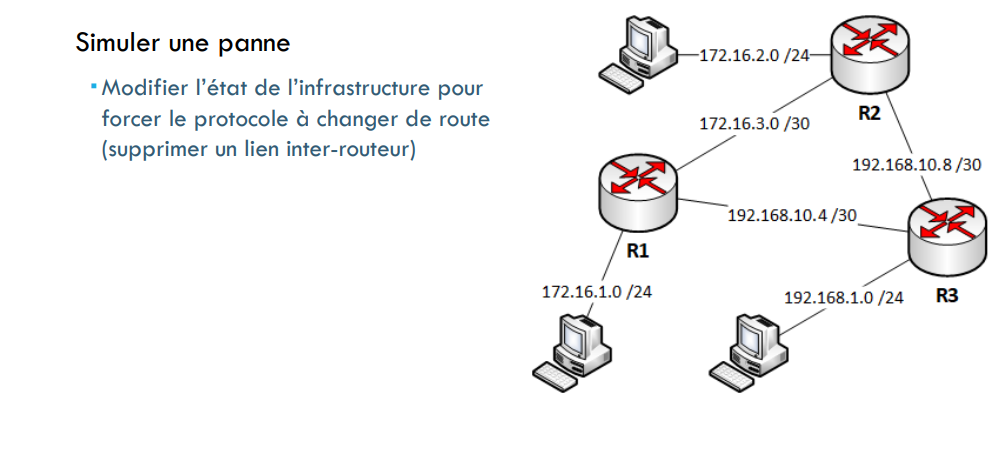 Simuler une panne
Modifier l'état de l'infrastructure pour
forcer le protocole à changer de route
(supprimer un lien inter-routeur)
172.16.2.0 /24
R2
172.16.3.0 /30
192.168.10.8 /30
192.168.10.4 /30
R1
172.16.1.0 /24
192.168.1.0 /24
R3